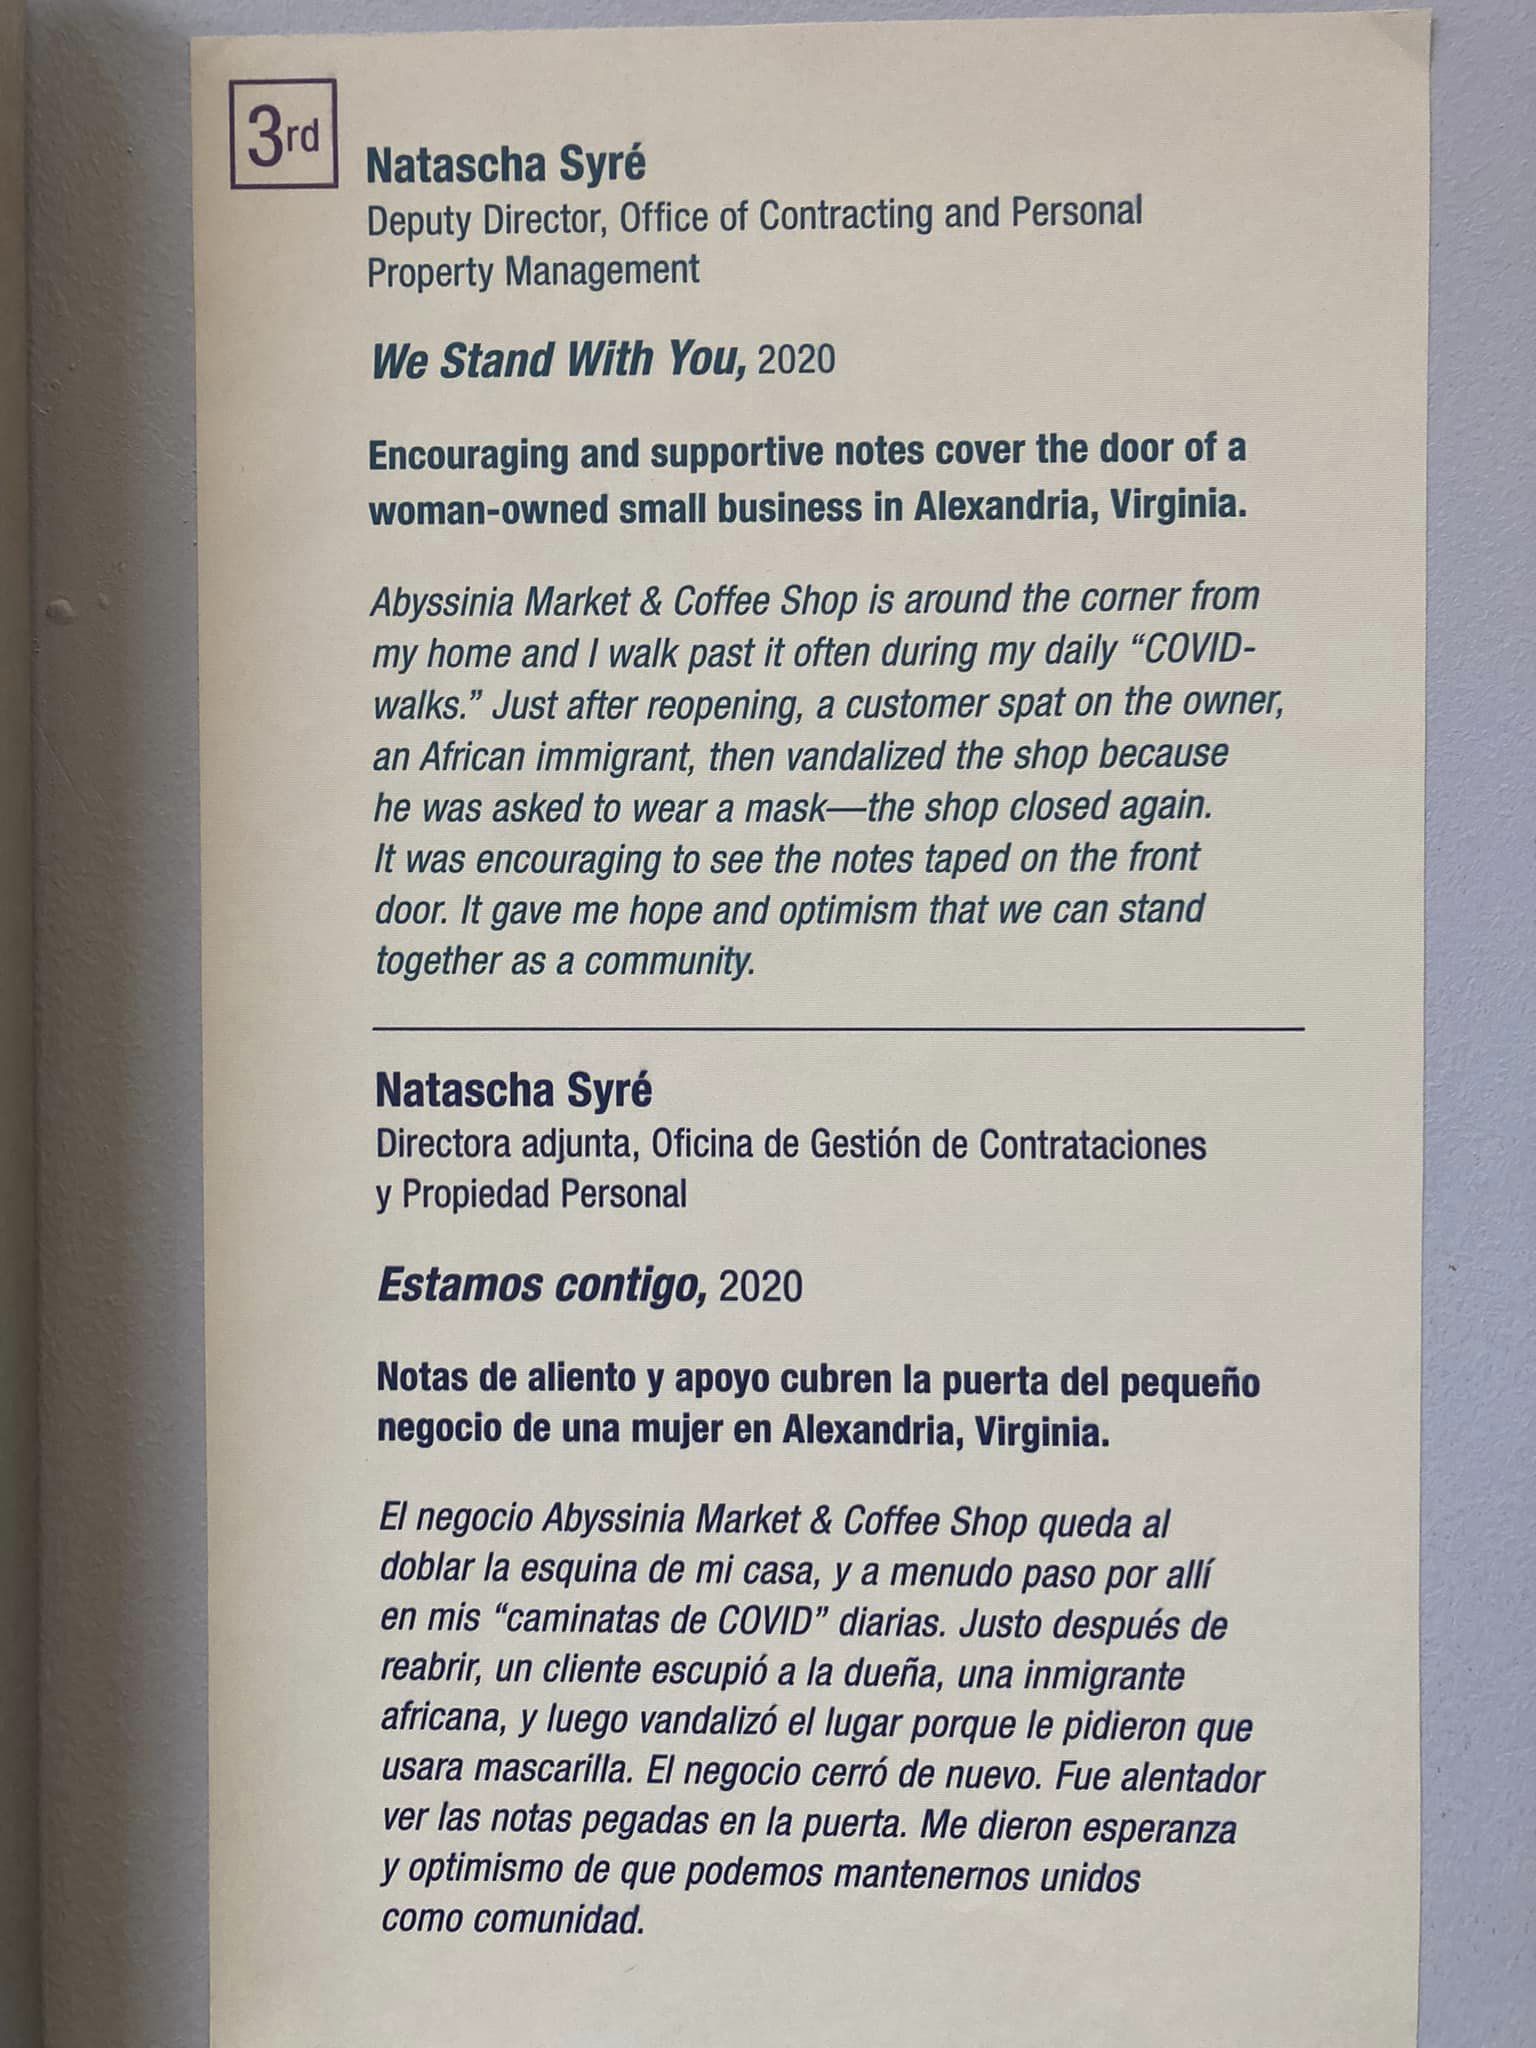 3rd
Natascha Syré
Deputy Director, Office of Contracting and Personal
Property Management
We Stand With You, 2020
Encouraging and supportive notes cover the door of a
woman-owned small business in Alexandria, Virginia.
Abyssinia Market & Coffee Shop is around the corner from
my home and I walk past it often during my daily “COVID-
walks.” Just after reopening, a customer spat on the owner,
an African immigrant, then vandalized the shop because
he was asked to wear a mask—the shop closed again.
It was encouraging to see the notes taped on the front
door. It gave me hope and optimism that we can stand
together as a community.
Natascha Syré
Directora adjunta, Oficina de Gestión de Contrataciones
y Propiedad Personal
Estamos contigo, 2020
Notas de aliento y apoyo cubren la puerta del pequeño
negocio de una mujer en Alexandria, Virginia.
El negocio Abyssinia Market & Coffee Shop queda al
doblar la esquina de mi casa, y a menudo paso por allí
en mis “caminatas de COVID” diarias. Justo después de
reabrir, un cliente escupió a la dueña, una inmigrante
africana, y luego vandalizó el lugar porque le pidieron que
usara mascarilla. El negocio cerró de nuevo. Fue alentador
ver las notas pegadas en la puerta. Me dieron esperanza
y optimismo de que podemos mantenernos unidos
como comunidad.